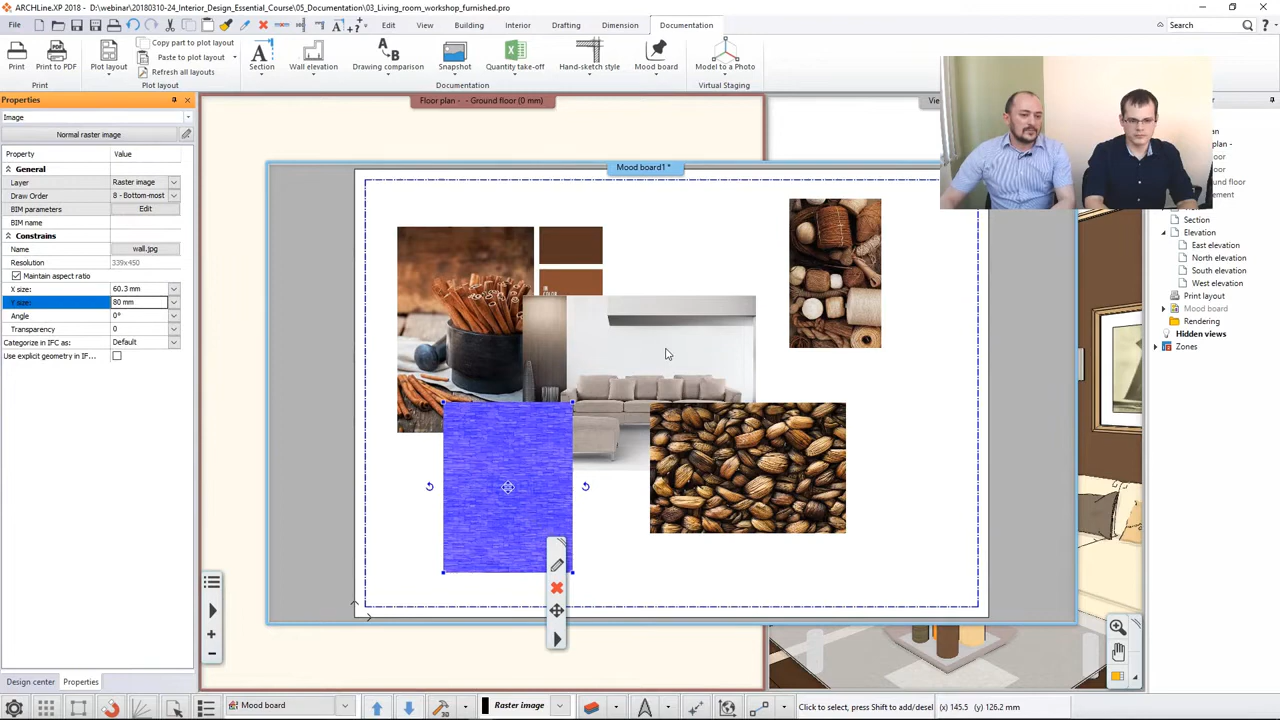 ARCHLine.XP 2018 - D:\webinar\20180310-24_Interior_Design_Essential_Course\05_Documentation\03_Living_room_workshop_furnished.pro
File
Edit View Building Interior Drafting Dimension Documentation
Search
Print
Print to PDF
Plot layout
Copy part to plot layout
Paste to plot layout
Refresh all layouts
Section
Wall elevation
Drawing comparison
Snapshot
Quantity take-off
Hand-sketch style
Mood board
Model to a Photo
Print
Plot layout
Documentation
Virtual Staging
Properties
Image
Normal raster image
Property Value
General
Layer Raster image
Draw Order 8 - Bottom-most
BIM parameters Edit
BIM name
Constrains
Name wall.jpg
Resolution 339x450
Maintain aspect ratio
X size: 60.3 mm
Y size: 80 mm
Angle 0°
Transparency 0
Categorize in IFC as: Default
Use explicit geometry in IF...
Floor plan - - Ground floor (0 mm)
Vie
Mood board1 *
Section
Elevation
East elevation
North elevation
South elevation
West elevation
Print layout
Mood board
Rendering
Hidden views
Zones
Design center Properties
Mood board
Raster image
Click to select, press Shift to add/desel
(x) 145.5 (y) 126.2 mm